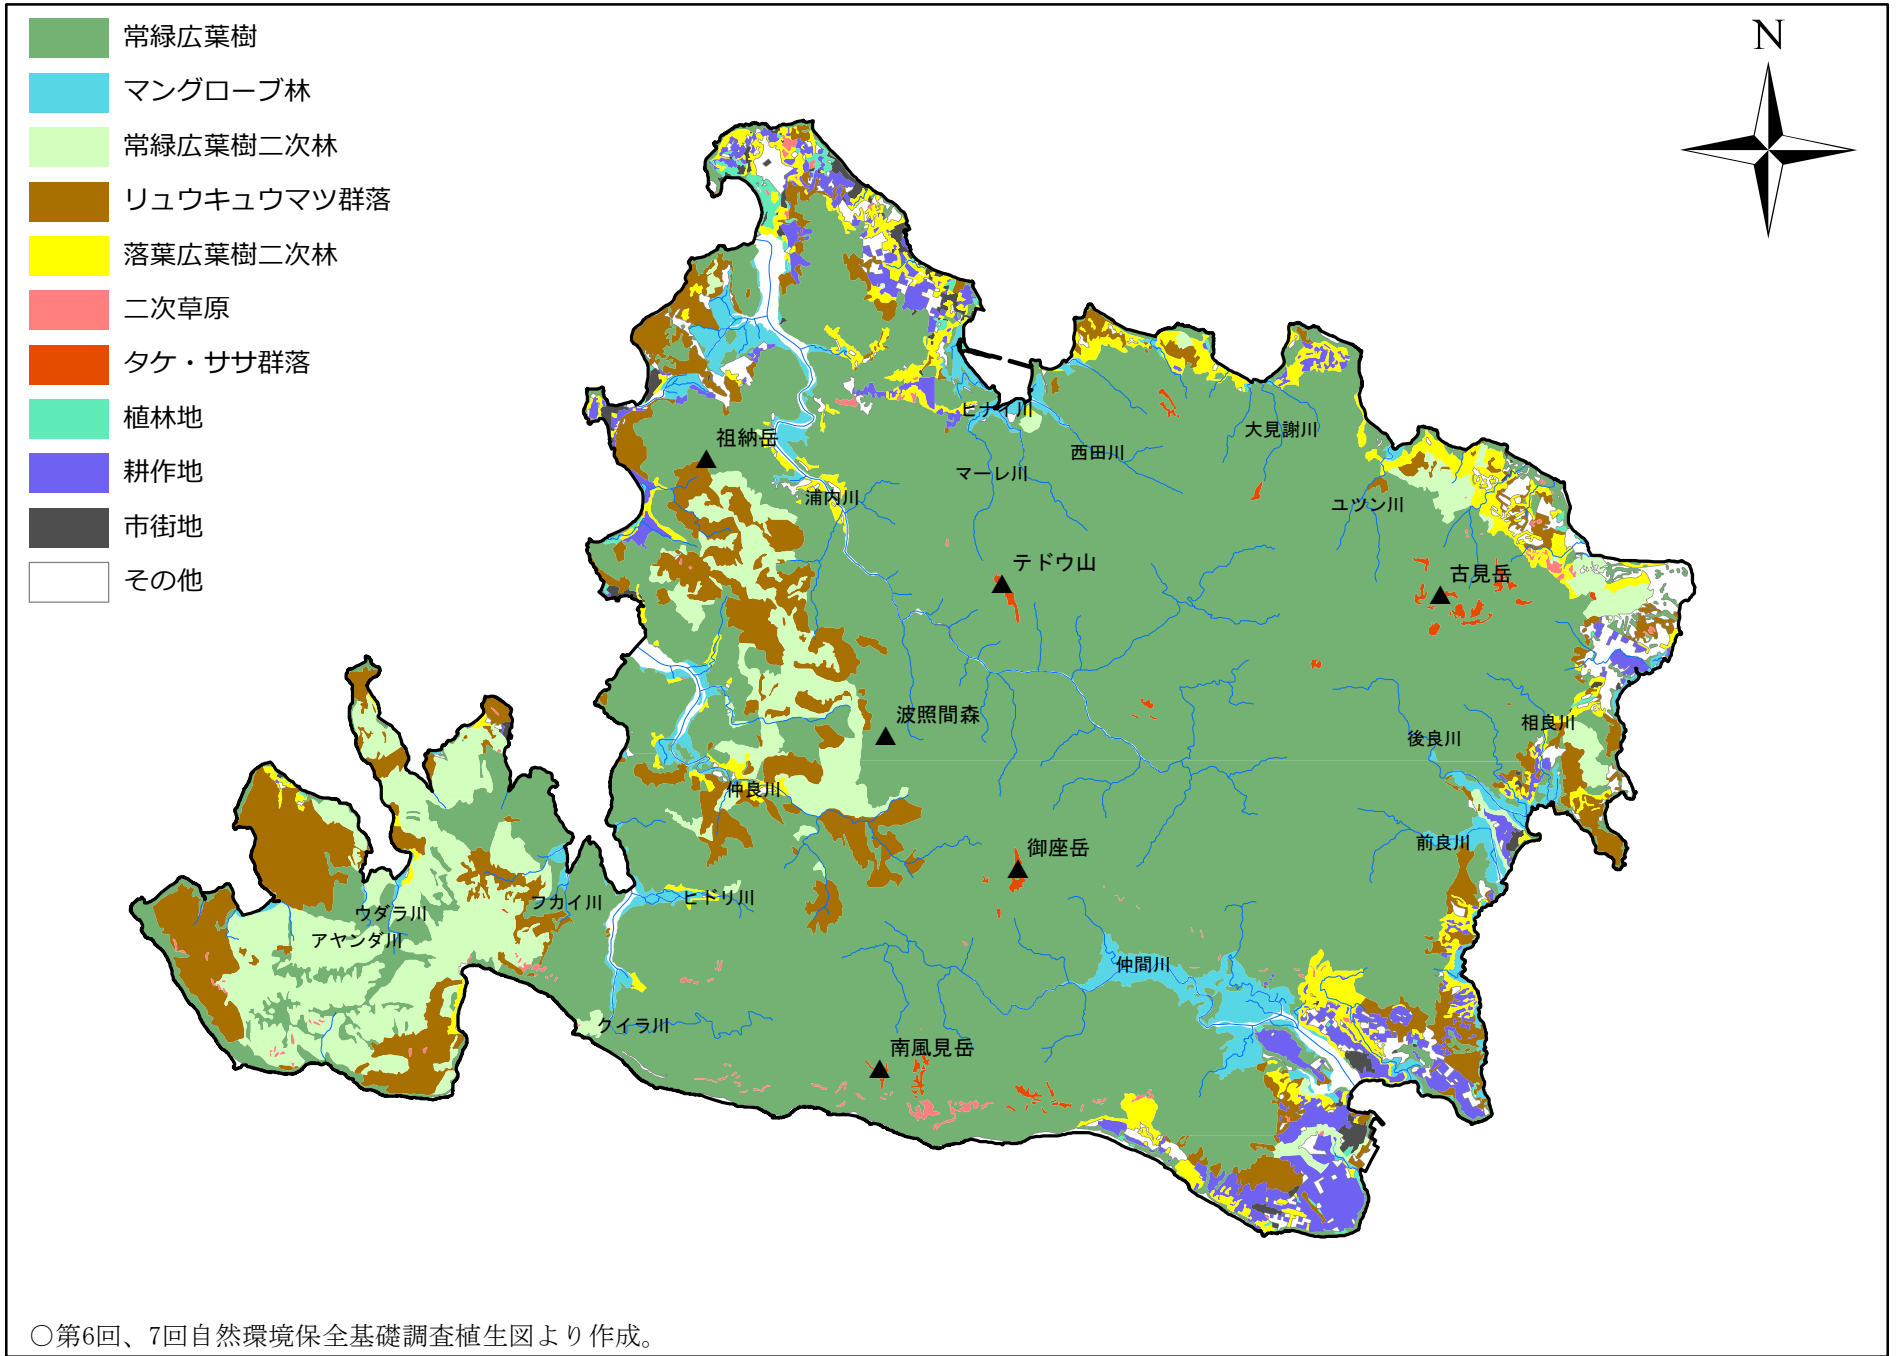 常緑広葉樹
マングローブ林
常緑広葉樹二次林
リュウキュウマツ群落
落葉広葉樹二次林
二次草原
タケ・ササ群落
植林地
耕作地
市街地
その他
N
ヒナイ川
大見謝川
祖納岳
西田川
マーレ川
浦内川
ユツン川
テドウ山
古見岳
波照間森
相良川
後良川
仲良川
前良川
御座岳
ヒドリ川
フカイ川
ウダラ川
アヤンダ川
仲間川
クイラ川
南風見岳
○第6回、7回自然環境保全基礎調査植生図より作成。